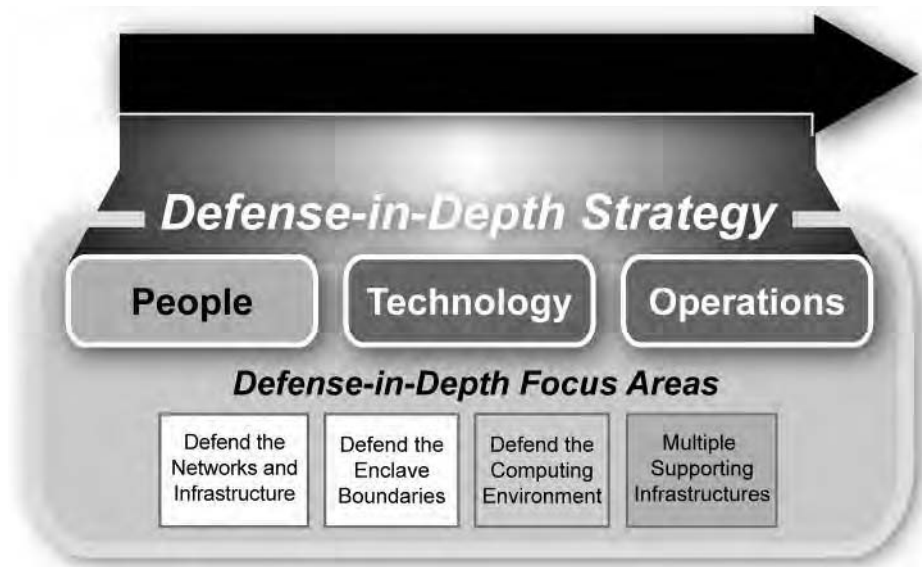 Defense-in-Depth Strategy
People
Technology
Operations
Defense-in-Depth Focus Areas
Defend the
Networks and
Infrastructure
Defend the
Enclave
Boundaries
Defend the
Computing
Environment
Multiple
Supporting
Infrastructures